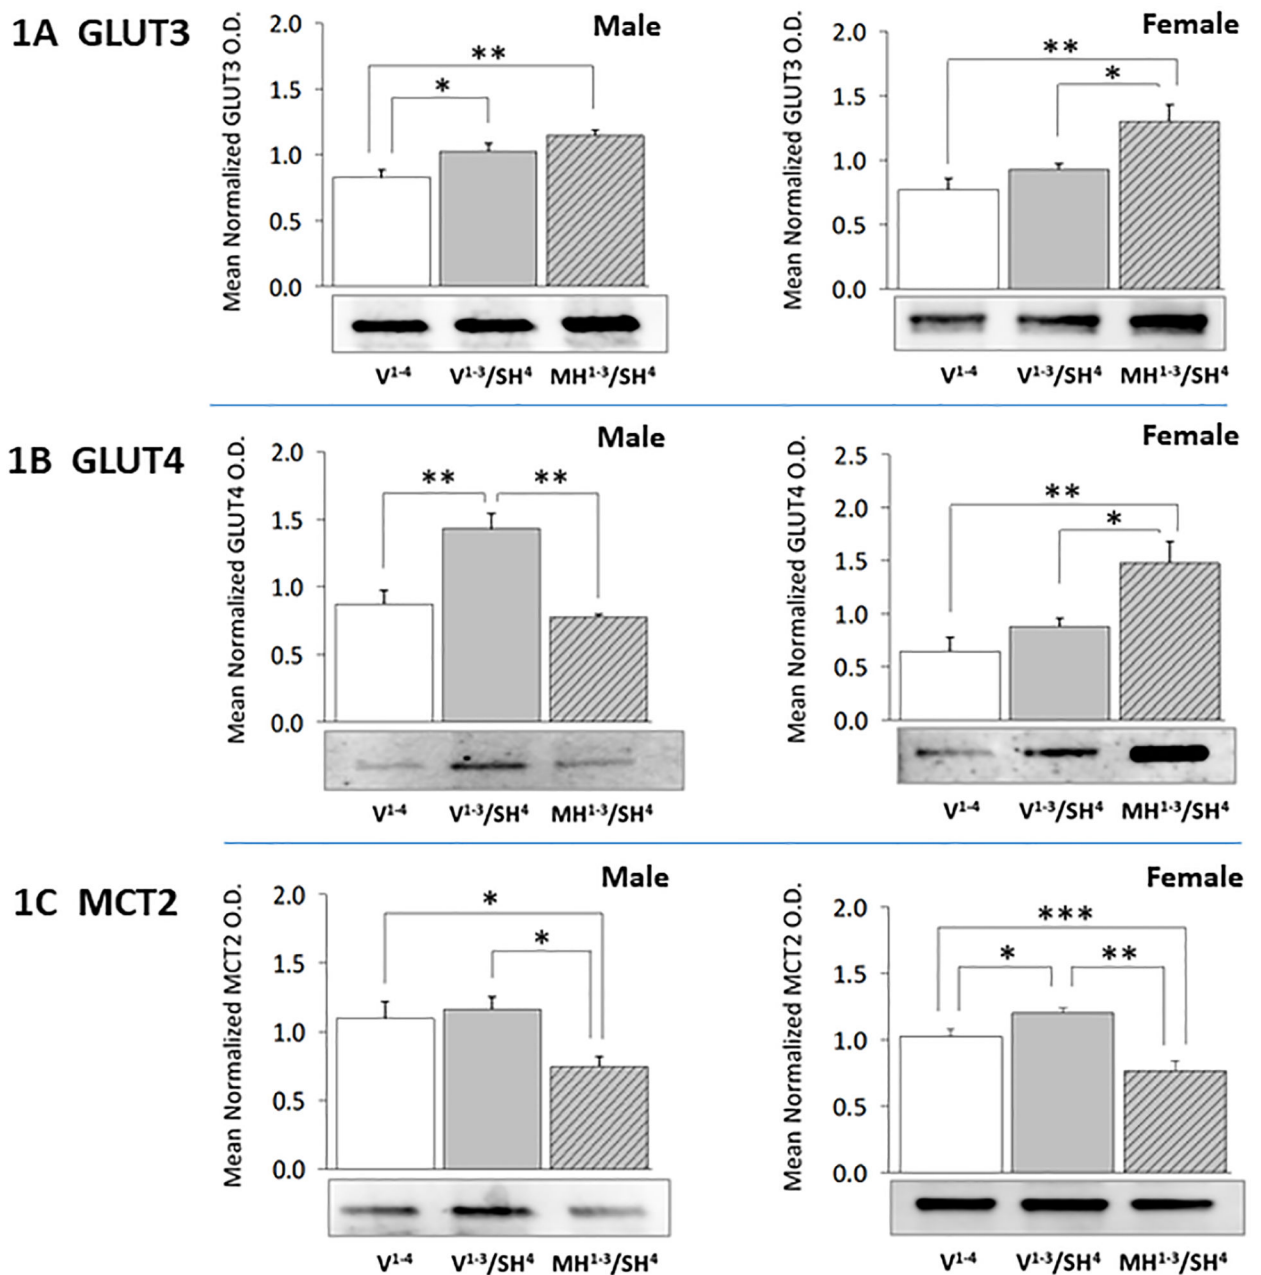 1A GLUT3
Male
Mean Normalized GLUT3 O.D.
2.0
1.5
1.0
0.5
0.0
**
*
V¹⁻⁴ V¹⁻³/SH⁴ MH¹⁻³/SH⁴
Female
Mean Normalized GLUT3 O.D.
2.0
1.5
1.0
0.5
0.0
**
*
V¹⁻⁴ V¹⁻³/SH⁴ MH¹⁻³/SH⁴
1B GLUT4
Male
Mean Normalized GLUT4 O.D.
2.0
1.5
1.0
0.5
0.0
** **
V¹⁻⁴ V¹⁻³/SH⁴ MH¹⁻³/SH⁴
Female
Mean Normalized GLUT4 O.D.
2.5
2.0
1.5
1.0
0.5
0.0
**
*
V¹⁻⁴ V¹⁻³/SH⁴ MH¹⁻³/SH⁴
1C MCT2
Male
Mean Normalized MCT2 O.D.
2.0
1.5
1.0
0.5
0.0
*
*
V¹⁻⁴ V¹⁻³/SH⁴ MH¹⁻³/SH⁴
Female
Mean Normalized MCT2 O.D.
2.0
1.5
1.0
0.5
0.0
***
* **
V¹⁻⁴ V¹⁻³/SH⁴ MH¹⁻³/SH⁴